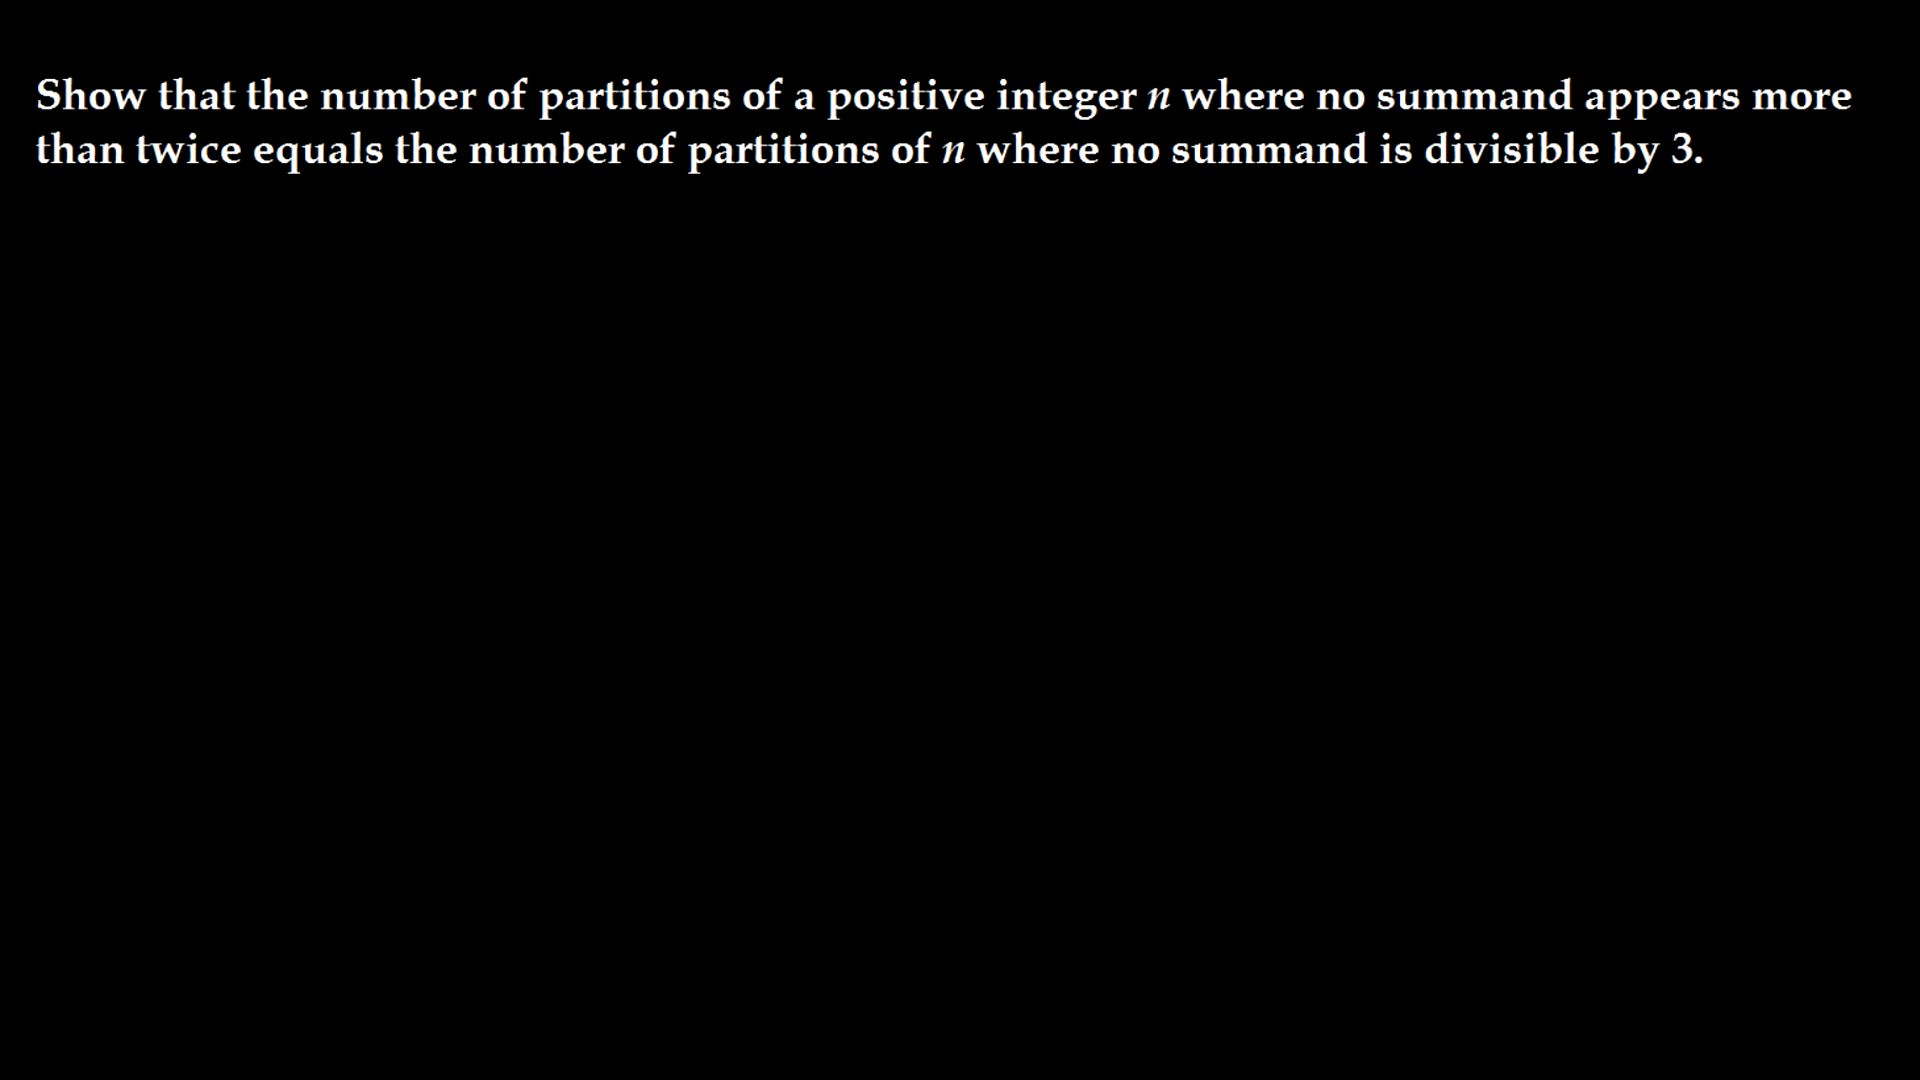 Show that the number of partitions of a positive integer n where no summand appears more
than twice equals the number of partitions of n where no summand is divisible by 3.